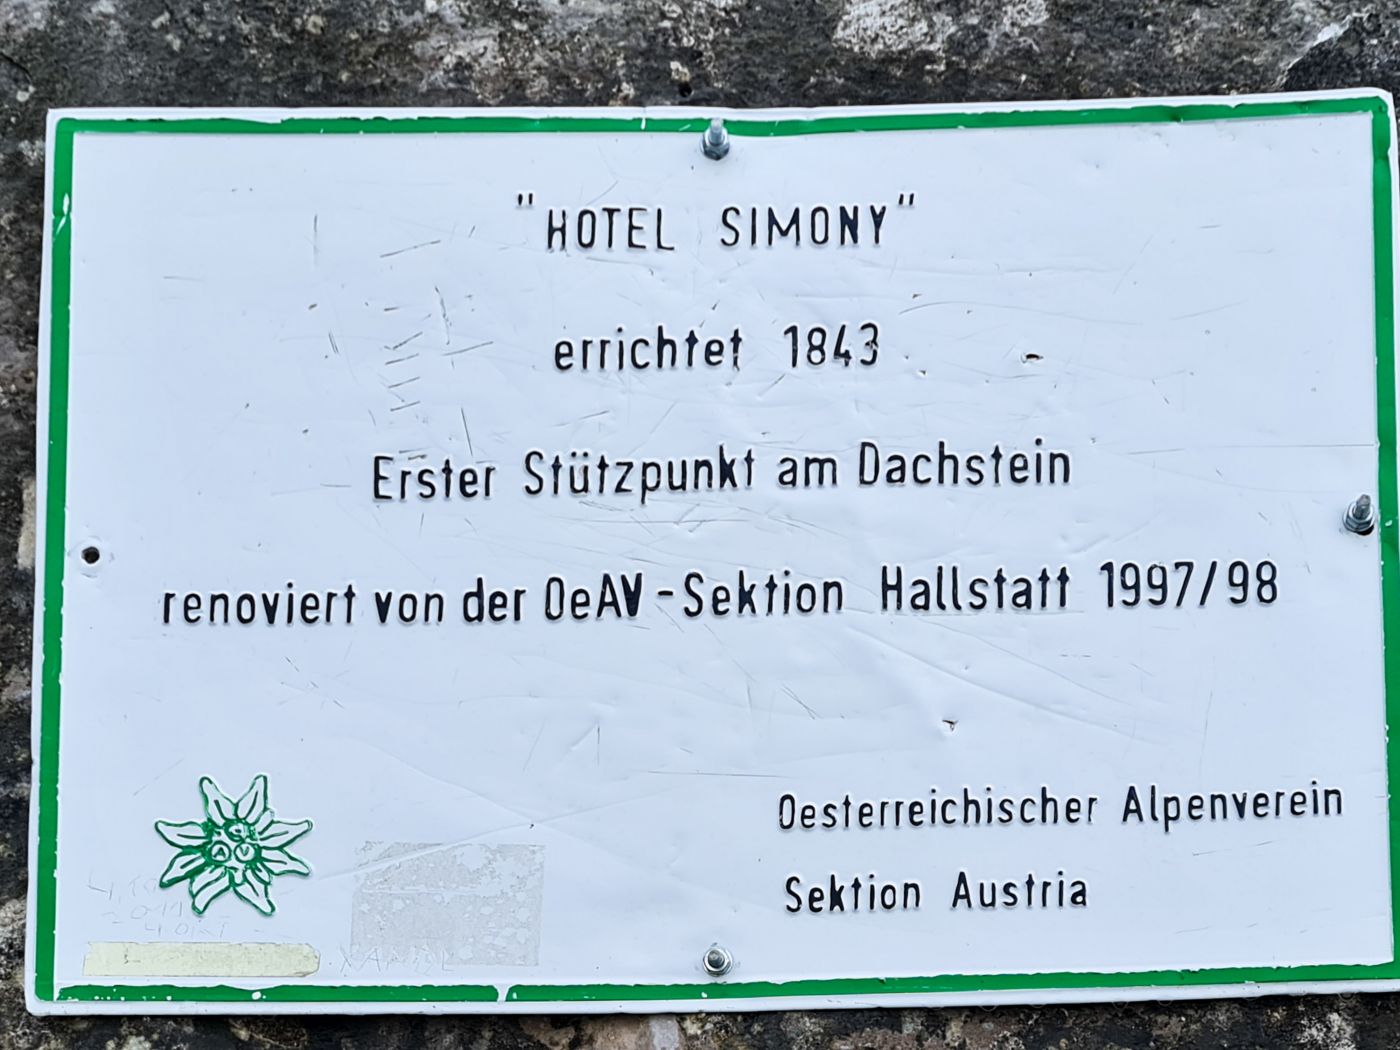 "HOTEL SIMONY"
errichtet 1843
Erster Stützpunkt am Dachstein
renoviert von der OeAV-Sektion Hallstatt 1997/98
Oesterreichischer Alpenverein
Sektion Austria